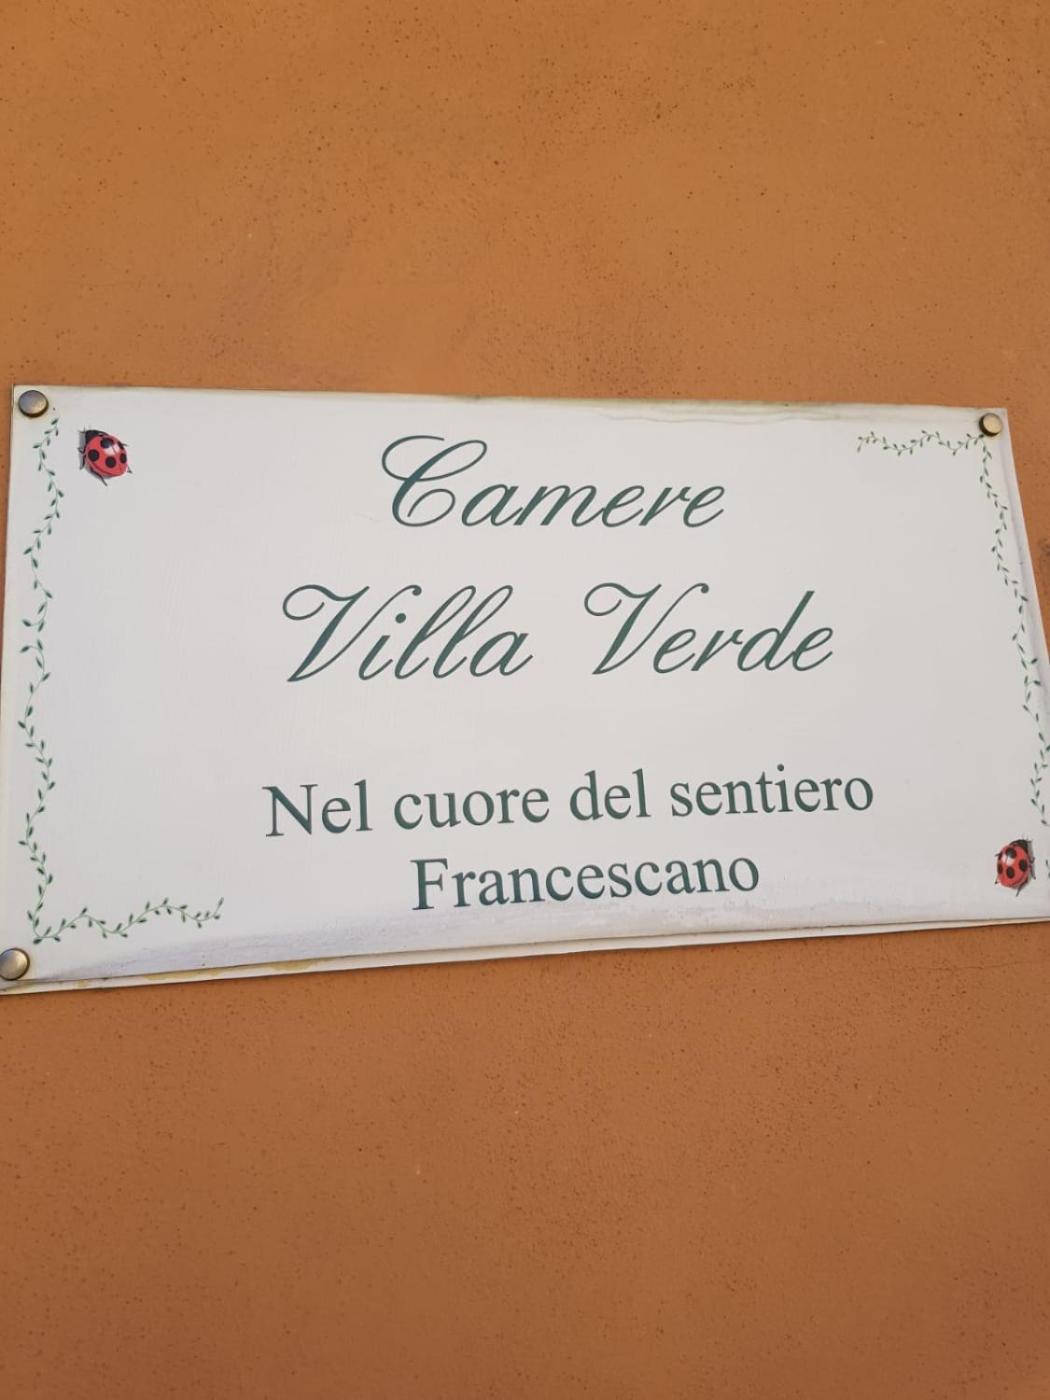 Camere
Villa Verde
Nel cuore del sentiero
Francescano